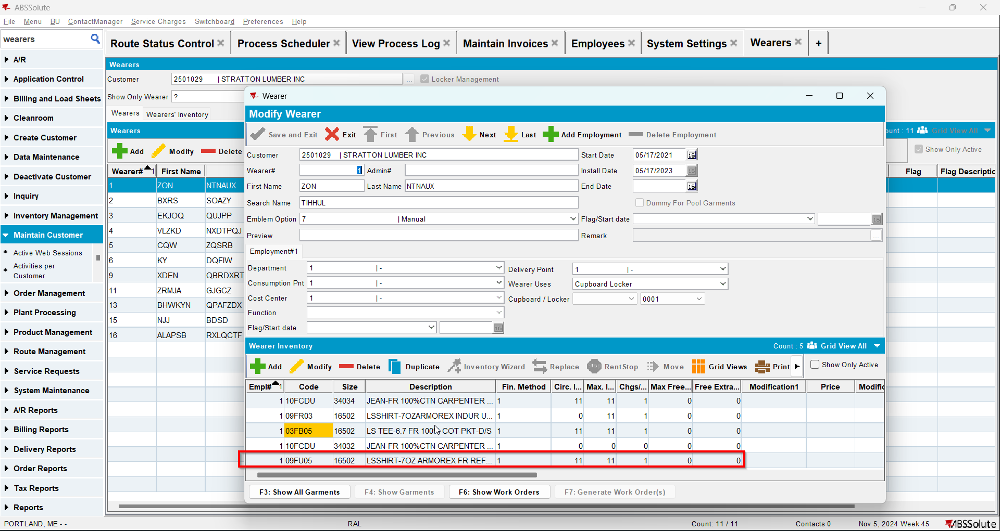 ABSSolute
File Menu BU ContactManager Service Charges Switchboard Preferences Help
wearers
Route Status Control
Process Scheduler
View Process Log
Maintain Invoices
Employees
System Settings
Wearers
+
A/R
Application Control
Billing and Load Sheets
Cleanroom
Create Customer
Data Maintenance
Deactivate Customer
Inquiry
Inventory Management
Maintain Customer
Active Web Sessions
Activities per
Customer
Order Management
Plant Processing
Product Management
Route Management
Service Requests
System Maintenance
A/R Reports
Billing Reports
Delivery Reports
Order Reports
Tax Reports
Reports
Wearers
Customer 2501029 | STRATTON LUMBER INC ... Locker Management
Show Only Wearer ?
Wearers Wearers' Inventory
Wearers
Count : 11 Grid View All
Add Modify Delete
Show Only Active
Wearer# 1 First Name
Flag Flag Descriptio
1 ZON NTNAUX
2 BXRS SOAZY
3 EKJOQ QUJPP
4 VLZKD NXDTPQJ
5 CQW ZQSRB
6 KY DQFIW
9 XDEN QBRDXRT
11 ZRMJA GJGCZ
13 BHWKYN QPAFZDX
15 NJJ BDSD
16 ALAPSB RXLQCTF
Wearer
Modify Wearer
Save and Exit Exit First Previous Next Last Add Employment Delete Employment
Customer 2501029 | STRATTON LUMBER INC Start Date 05/17/2021 16
Wearer# 1 Admin# Install Date 05/17/2023 16
First Name ZON Last Name NTNAUX End Date 16
Search Name TIHHUL Dummy For Pool Garments
Emblem Option 7 | Manual Flag/Start date 16
Preview Remark ...
Employment#1
Department 1 | - Delivery Point 1 | -
Consumption Pnt 1 | - Wearer Uses Cupboard Locker
Cost Center 1 | - Cupboard / Locker 0001
Function
Flag/Start date 16
Wearer Inventory Count : 5 Grid View All
Add Modify Delete Duplicate Inventory Wizard Replace RentStop Move Grid Views Print Show Only Active
Empl# 1 Code Size Description Fin. Method Circ. I... Max. I... Chgs/... Max Free... Free Extra... Modification1 Price Modific
1 10FCDU 34034 JEAN-FR 100%CTN CARPENTER ... 1 11 11 1 0 0
1 09FR03 16502 LSSHIRT-7OZARMOREX INDUR U... 1 0 11 1 0 0
1 03FB05 16502 LS TEE-6.7 FR 100% COT PKT-D/S 1 11 11 1 0 0
1 10FCDU 34032 JEAN-FR 100%CTN CARPENTER ... 1 0 0 0 0 0
1 09FU05 16502 LSSHIRT-7OZ ARMOREX FR REF... 1 11 11 1 0 0
F3: Show All Garments F4: Show Garments F6: Show Work Orders F7: Generate Work Order(s)
PORTLAND, ME - - RAL Count: 11 / 11 Contacts 0 Nov 5, 2024 Week 45 ABSSolute